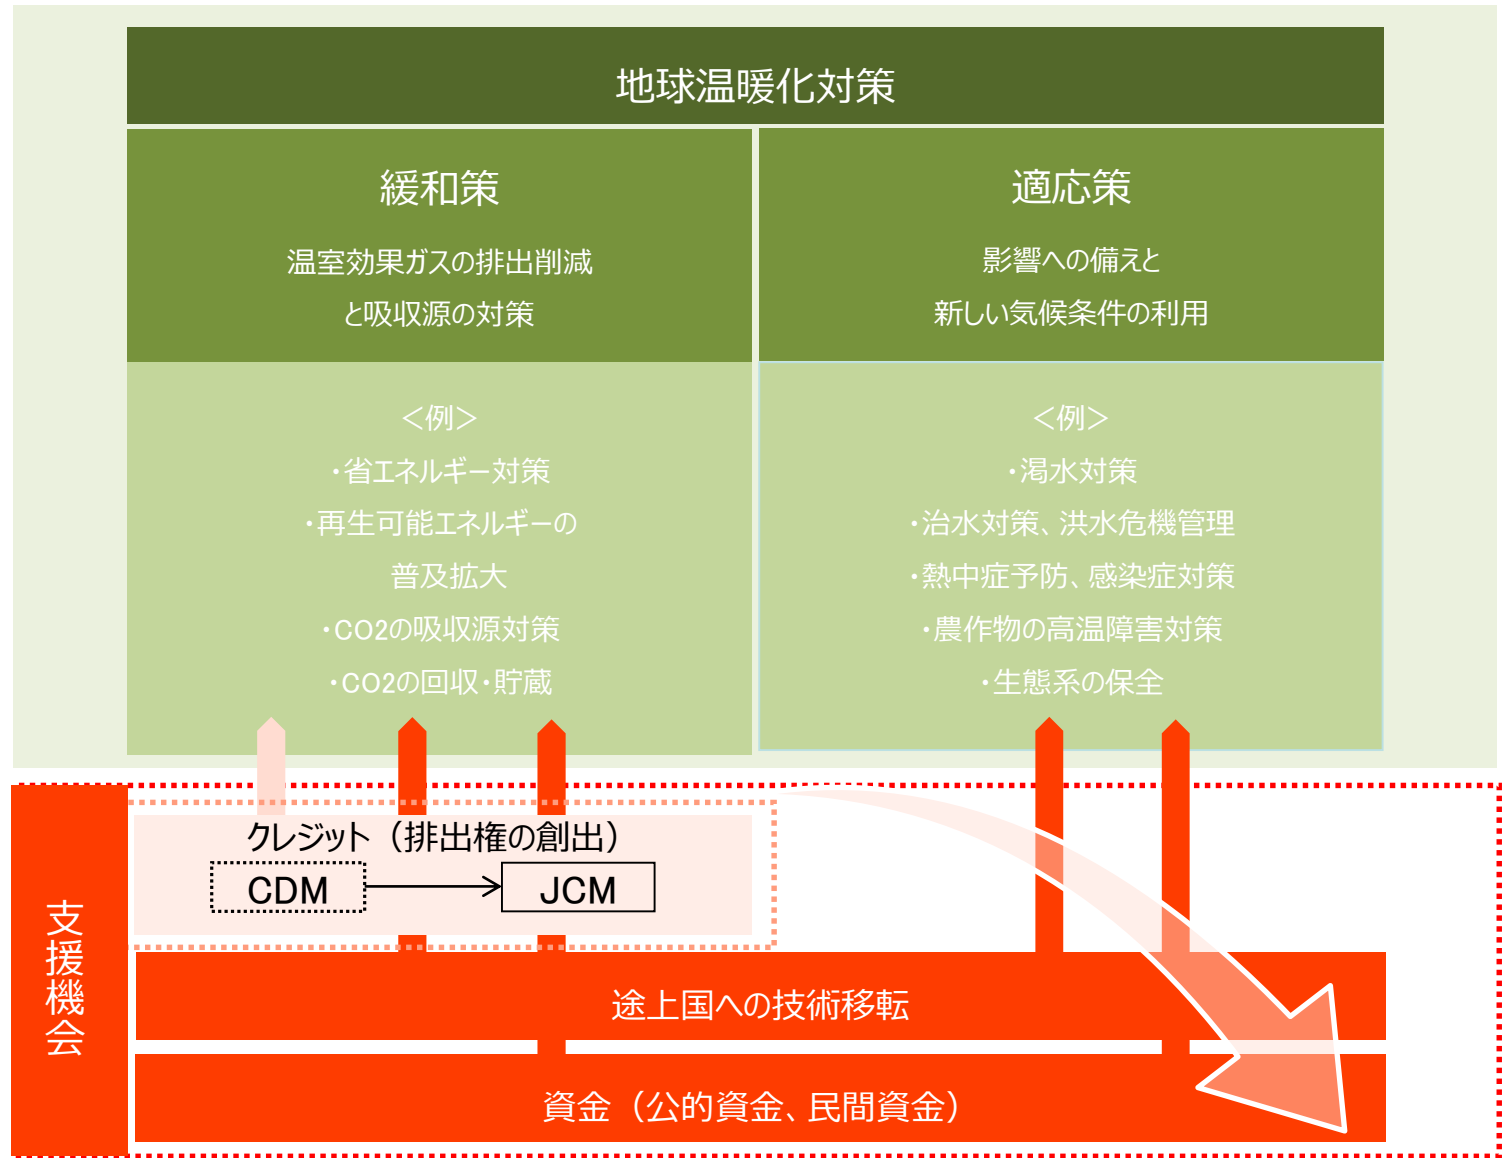 地球温暖化対策
緩和策
温室効果ガスの排出削減
と吸収源の対策
適応策
影響への備えと
新しい気候条件の利用
＜例＞
・省エネルギー対策
・再生可能エネルギーの
普及拡大
・CO2の吸収源対策
・CO2の回収・貯蔵
＜例＞
・渇水対策
・治水対策、洪水危機管理
・熱中症予防、感染症対策
・農作物の高温障害対策
・生態系の保全
支援機会
クレジット（排出権の創出）
CDM
JCM
途上国への技術移転
資金（公的資金、民間資金）